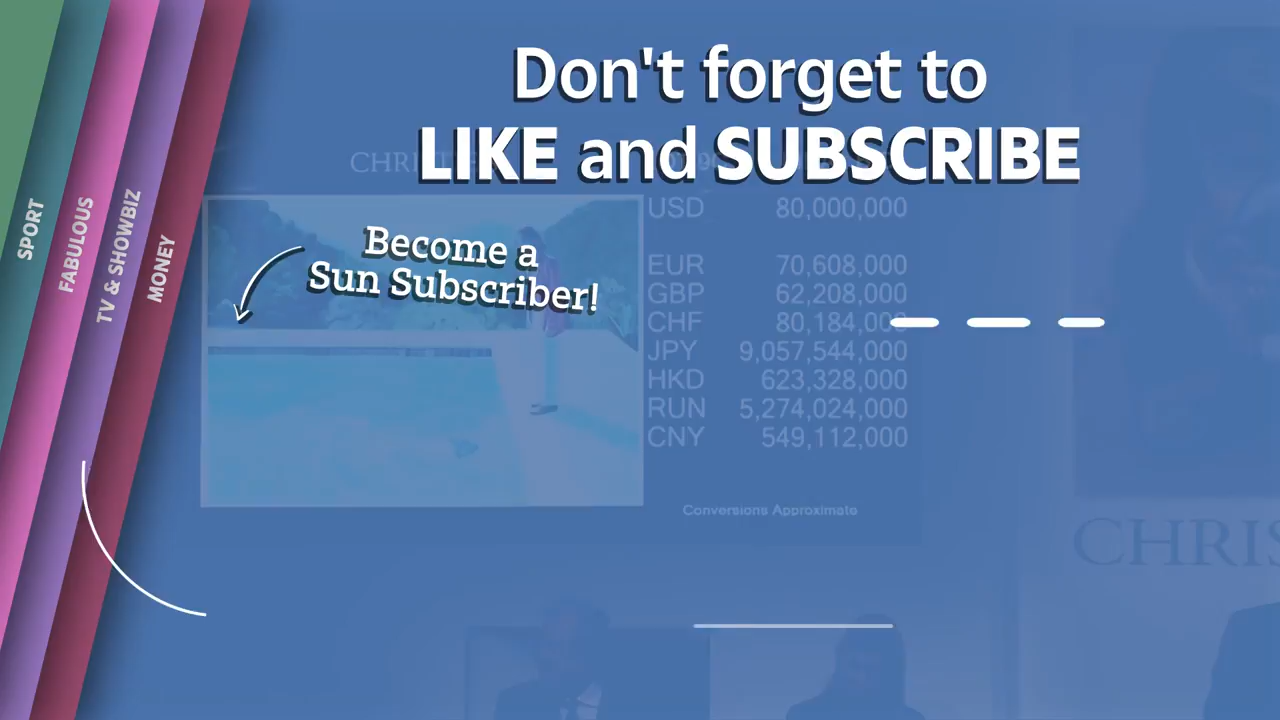 Don't forget to
LIKE and SUBSCRIBE
Become a
Sun Subscriber!
SPORT
FABULOUS
TV & SHOWBIZ
MONEY
USD 80,000,000
EUR 70,608,000
GBP 62,208,000
CHF 80,184,000
JPY 9,057,544,000
HKD 623,328,000
RUN 5,274,024,000
CNY 549,112,000
Conversions Approximate